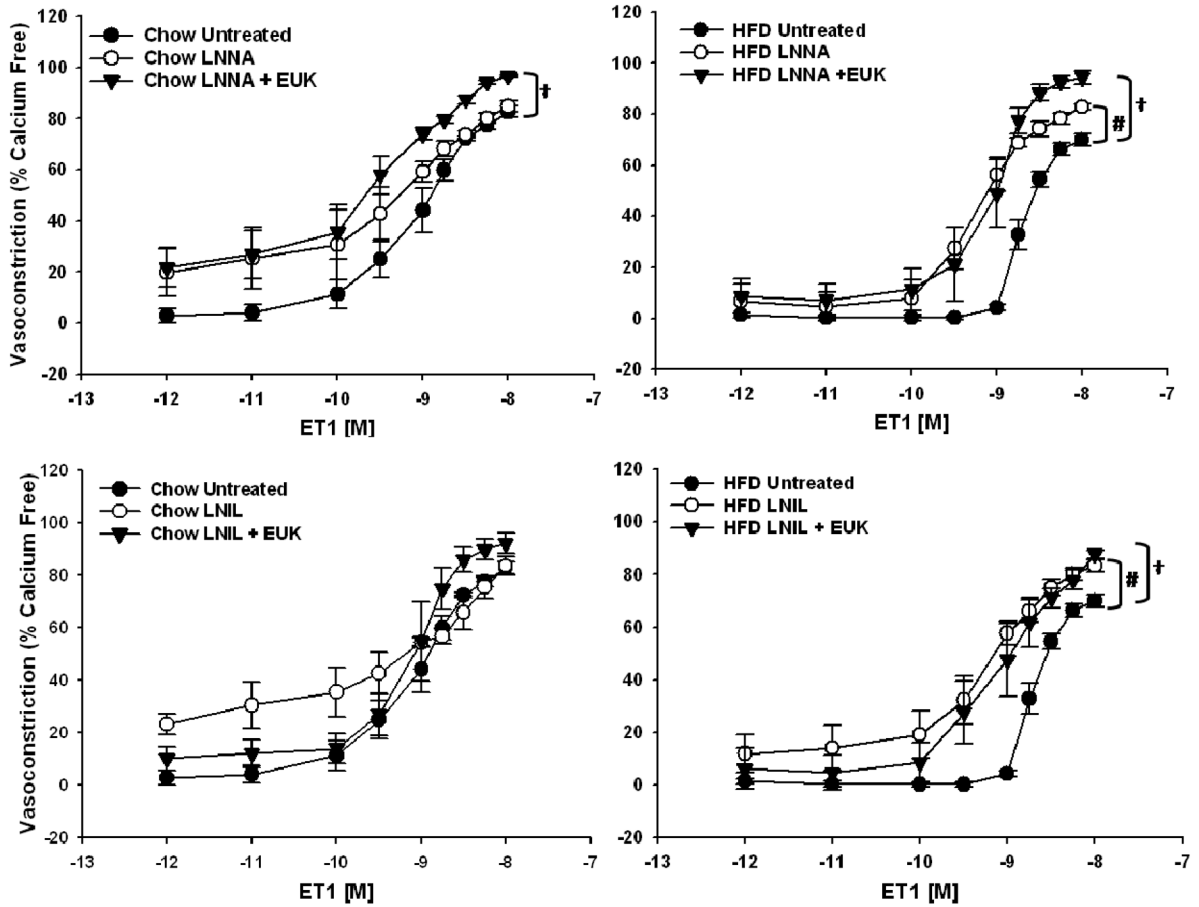 Chow Untreated
Chow LNNA
Chow LNNA + EUK
‡
Vasoconstriction (% Calcium Free)
120
100
80
60
40
20
0
-20
-13 -12 -11 -10 -9 -8 -7
ET1 [M]
HFD Untreated
HFD LNNA
HFD LNNA +EUK
# †
120
100
80
60
40
20
0
-20
-13 -12 -11 -10 -9 -8 -7
ET1 [M]
Chow Untreated
Chow LNIL
Chow LNIL + EUK
Vasoconstriction (% Calcium Free)
120
100
80
60
40
20
0
-20
-13 -12 -11 -10 -9 -8 -7
ET1 [M]
HFD Untreated
HFD LNIL
HFD LNIL + EUK
# †
120
100
80
60
40
20
0
-20
-13 -12 -11 -10 -9 -8 -7
ET1 [M]